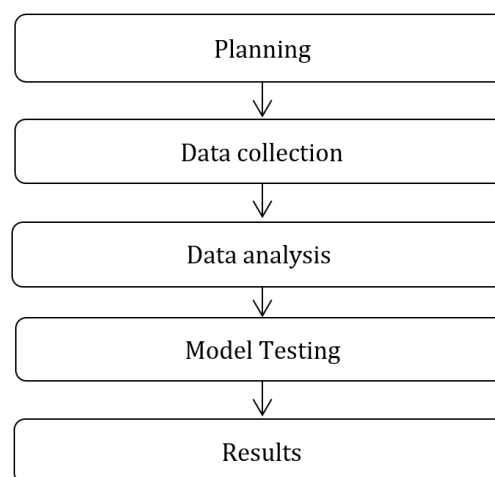 Planning
Data collection
Data analysis
Model Testing
Results